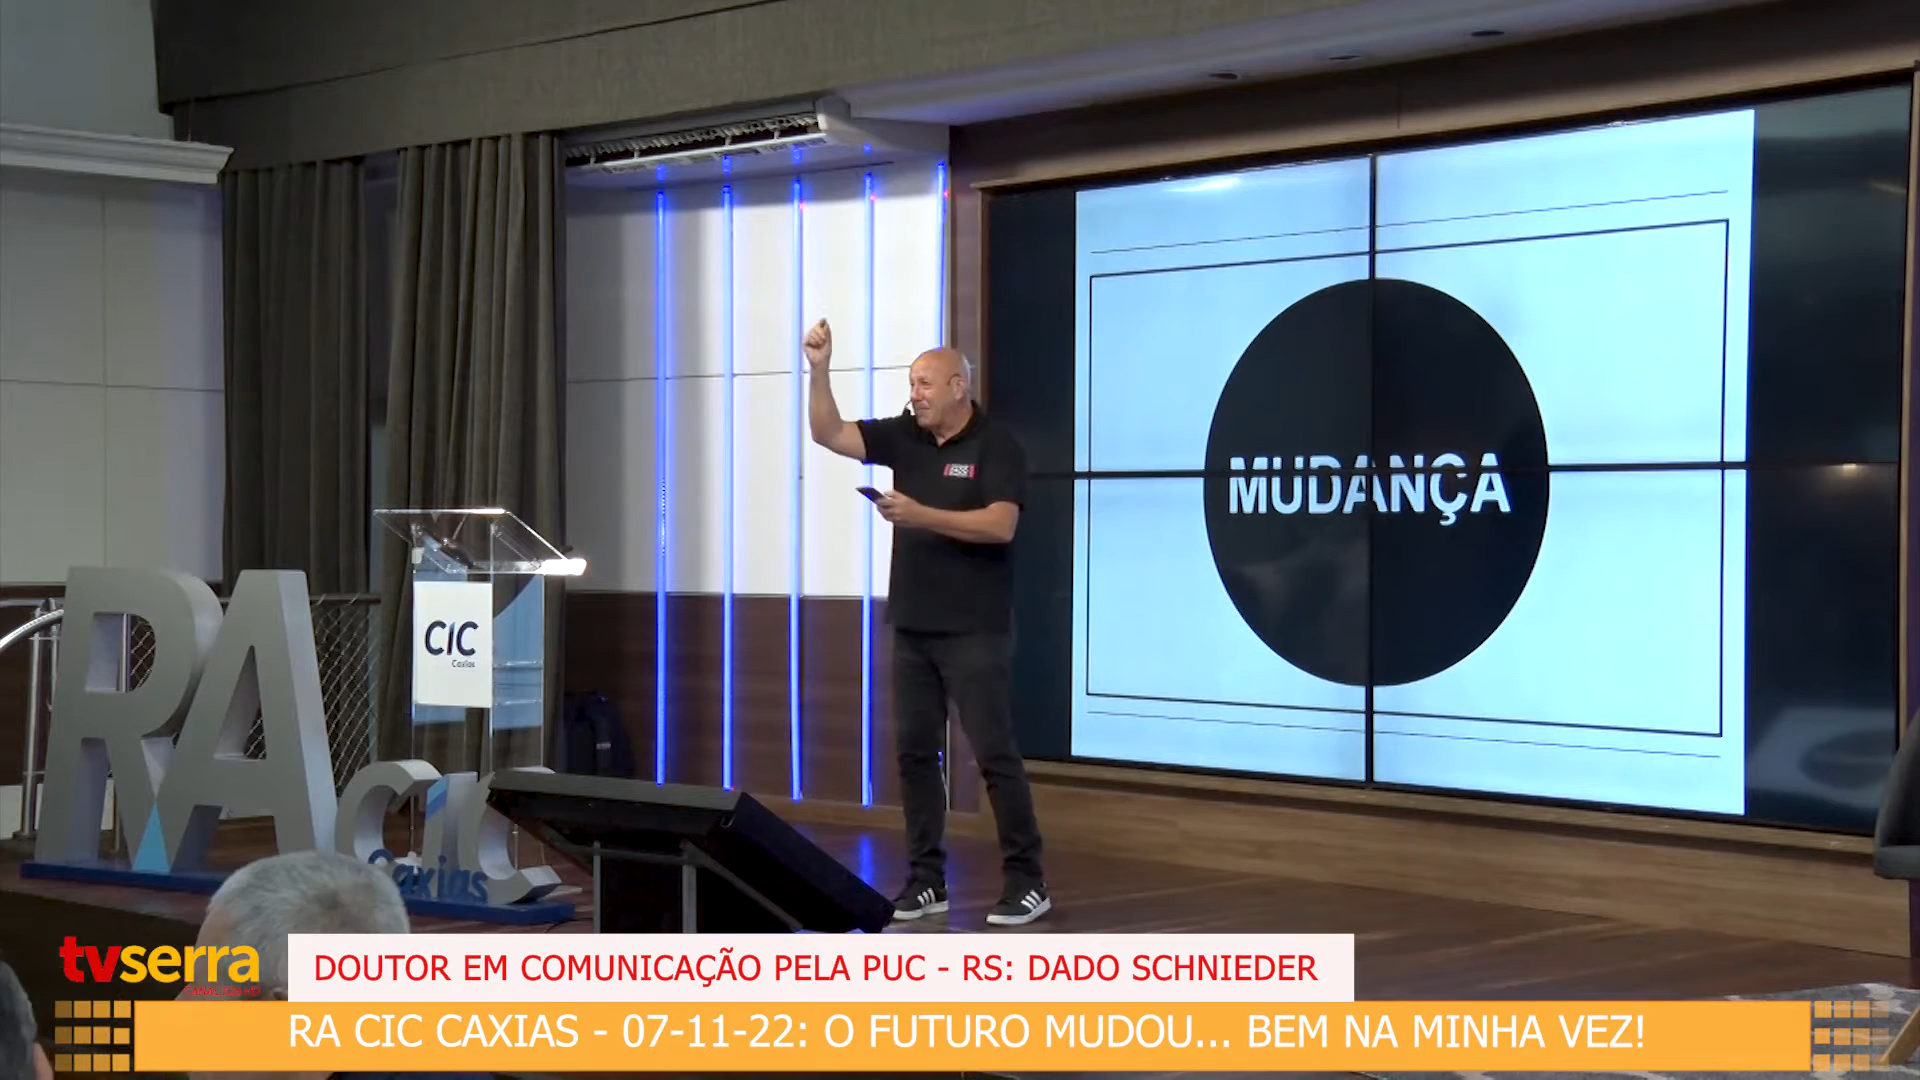 MUDANÇA
CIC
Caxias
RA
CIC
Caxias
tvserra
DOUTOR EM COMUNICAÇÃO PELA PUC - RS: DADO SCHNIEDER
RA CIC CAXIAS - 07-11-22: O FUTURO MUDOU... BEM NA MINHA VEZ!